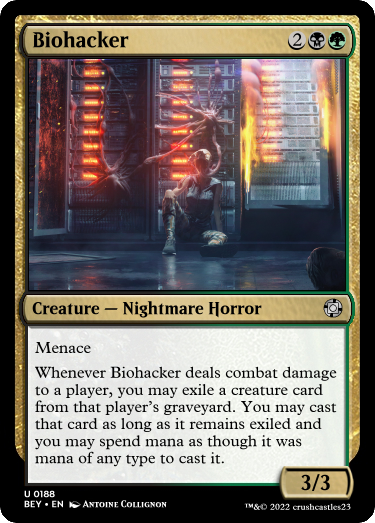 Biohacker 2
Creature — Nightmare Horror
Menace
Whenever Biohacker deals combat damage
to a player, you may exile a creature card
from that player's graveyard. You may cast
that card as long as it remains exiled and
you may spend mana as though it was
mana of any type to cast it.
3/3
U 0188
BEY • EN Antoine Collignon
™&© 2022 crushcastles23